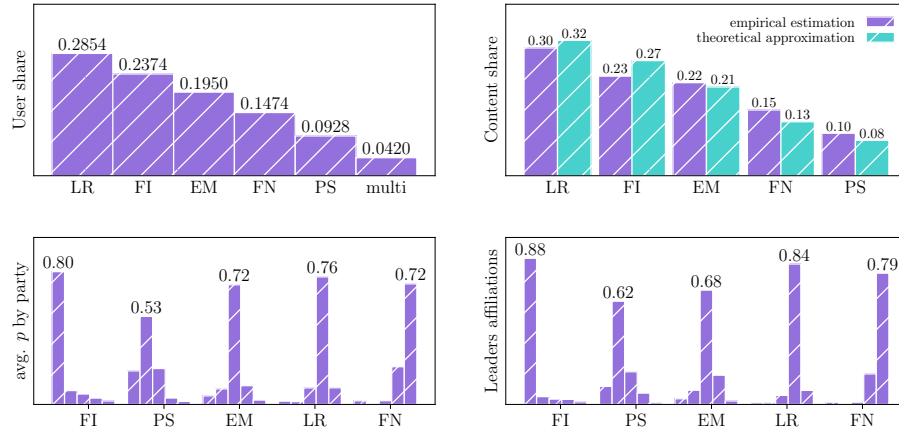 User share
0.2854
0.2374
0.1950
0.1474
0.0928
0.0420
LR FI EM FN PS multi
Content share
empirical estimation
theoretical approximation
0.30 0.32
0.23 0.27
0.22 0.21
0.15 0.13
0.10 0.08
LR FI EM FN PS
avg. p by party
0.80
0.53
0.72
0.76
0.72
FI PS EM LR FN
Leaders affiliations
0.88
0.62
0.68
0.84
0.79
FI PS EM LR FN